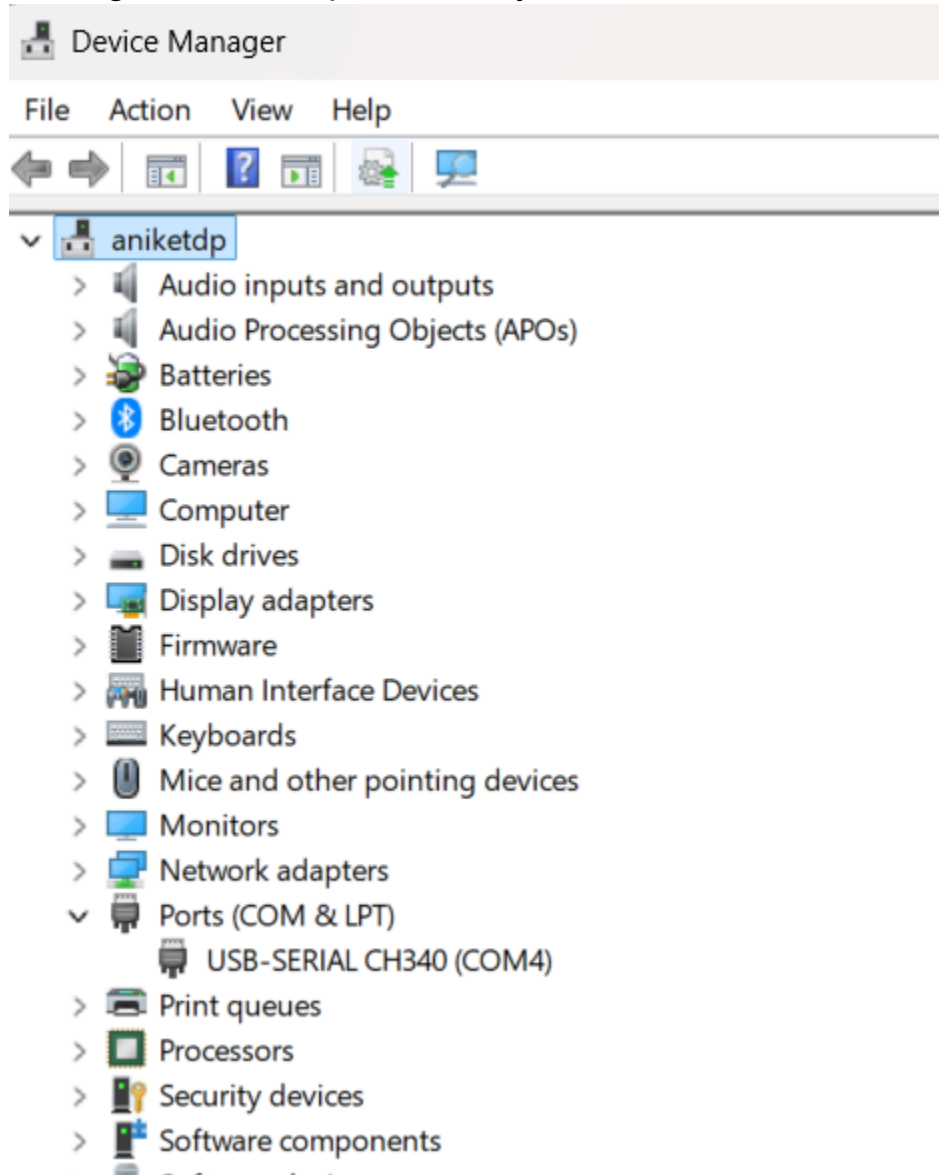 Device Manager
File Action View Help
aniketdp
Audio inputs and outputs
Audio Processing Objects (APOs)
Batteries
Bluetooth
Cameras
Computer
Disk drives
Display adapters
Firmware
Human Interface Devices
Keyboards
Mice and other pointing devices
Monitors
Network adapters
Ports (COM & LPT)
USB-SERIAL CH340 (COM4)
Print queues
Processors
Security devices
Software components